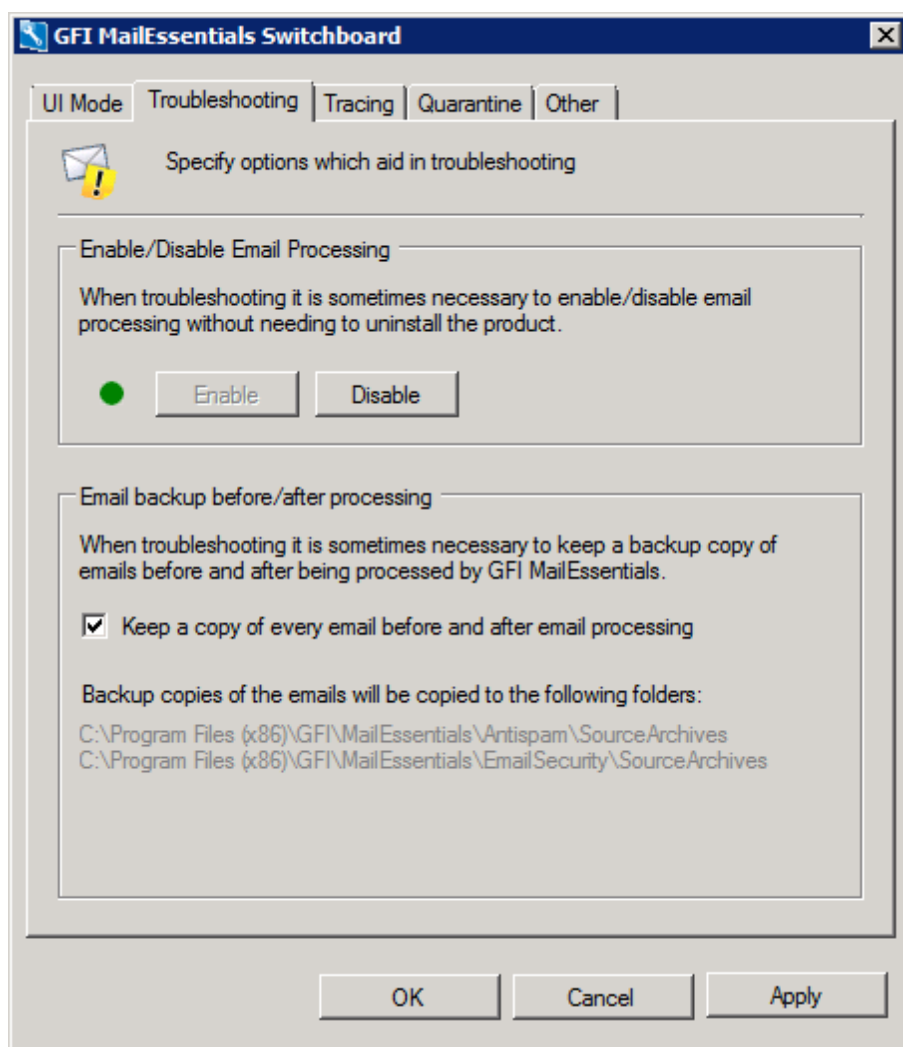 GFI MailEssentials Switchboard
UI Mode Troubleshooting Tracing Quarantine Other
Specify options which aid in troubleshooting
Enable/Disable Email Processing
When troubleshooting it is sometimes necessary to enable/disable email
processing without needing to uninstall the product.
Enable Disable
Email backup before/after processing
When troubleshooting it is sometimes necessary to keep a backup copy of
emails before and after being processed by GFI MailEssentials.
Keep a copy of every email before and after email processing
Backup copies of the emails will be copied to the following folders:
C:\Program Files (x86)\GFI\MailEssentials\Antispam\SourceArchives
C:\Program Files (x86)\GFI\MailEssentials\EmailSecurity\SourceArchives
OK Cancel Apply